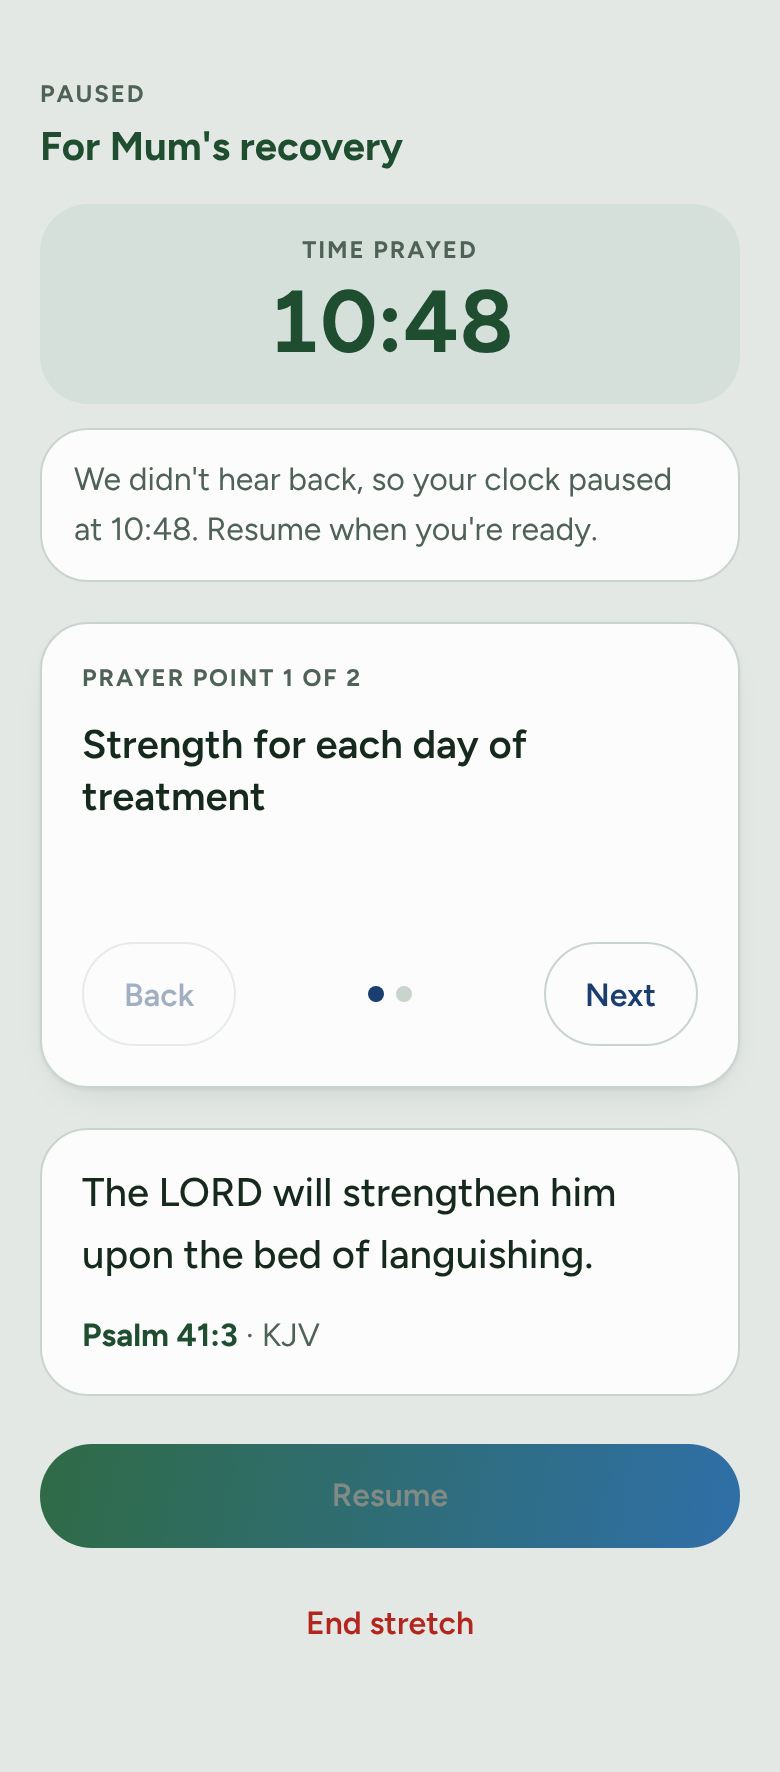 PAUSED
For Mum's recovery
TIME PRAYED
10:48
We didn't hear back, so your clock paused
at 10:48. Resume when you're ready.
PRAYER POINT 1 OF 2
Strength for each day of
treatment
Back
Next
The LORD will strengthen him
upon the bed of languishing.
Psalm 41:3 · KJV
Resume
End stretch